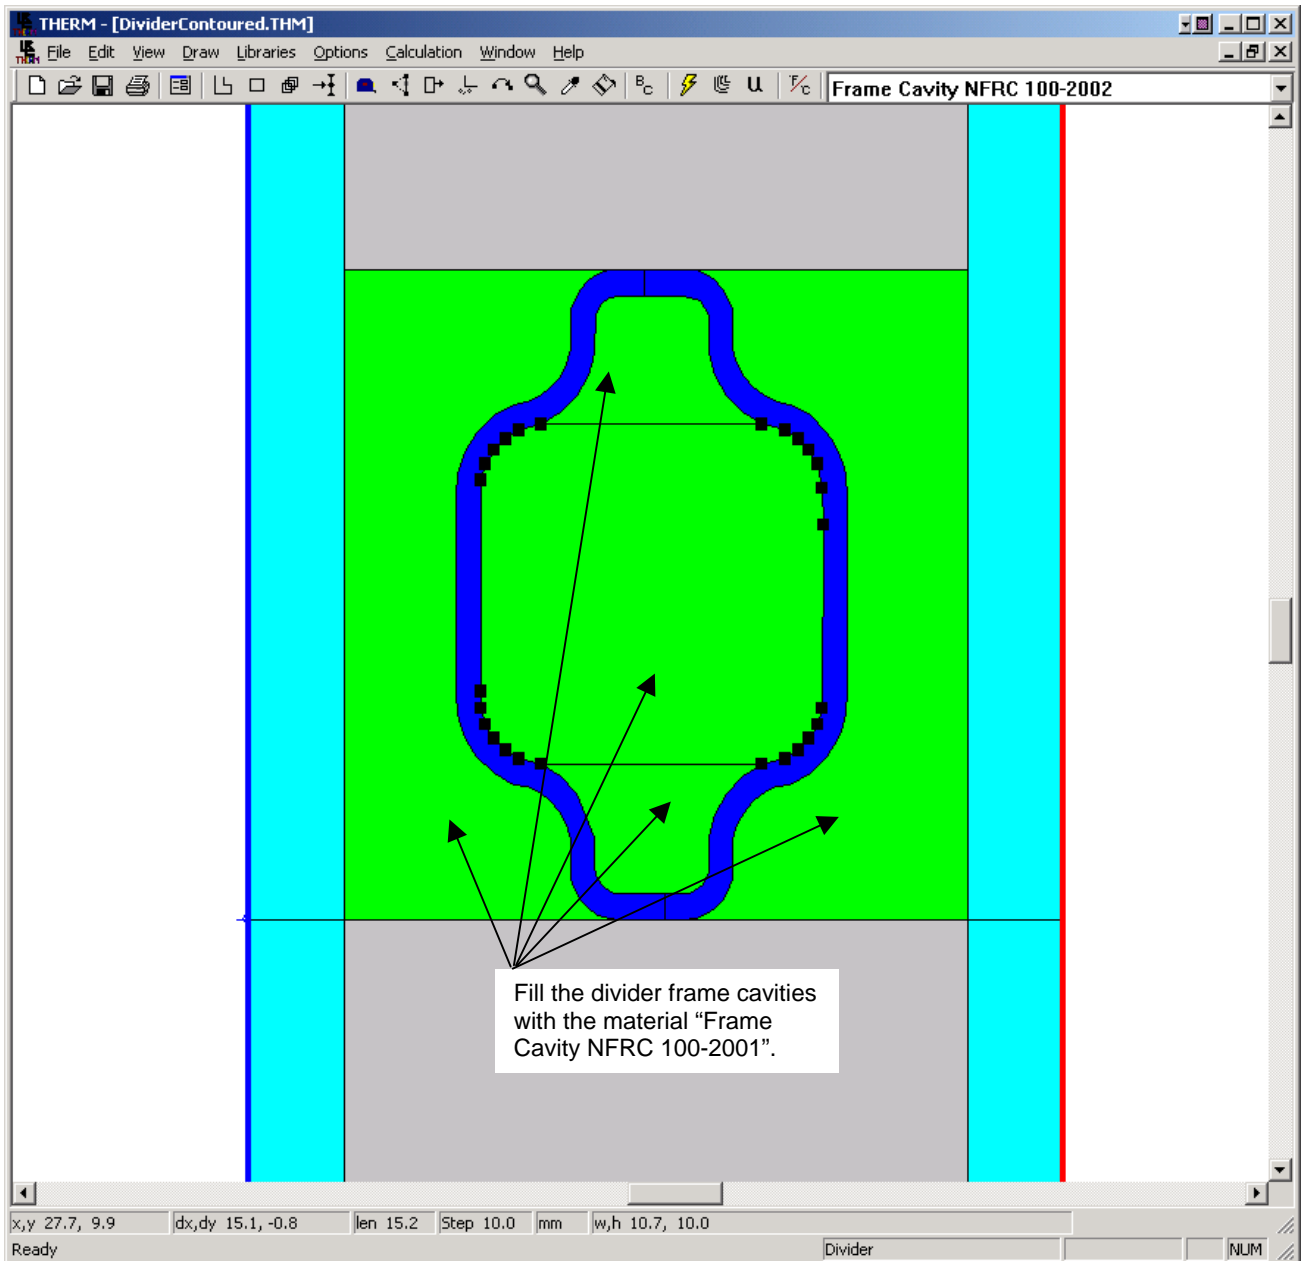 THERM - [DividerContoured.THM]
File Edit View Draw Libraries Options Calculation Window Help
BC U F/C Frame Cavity NFRC 100-2002
Fill the divider frame cavities
with the material “Frame
Cavity NFRC 100-2001”.
x,y 27.7, 9.9 dx,dy 15.1, -0.8 len 15.2 Step 10.0 mm w,h 10.7, 10.0
Ready Divider NUM